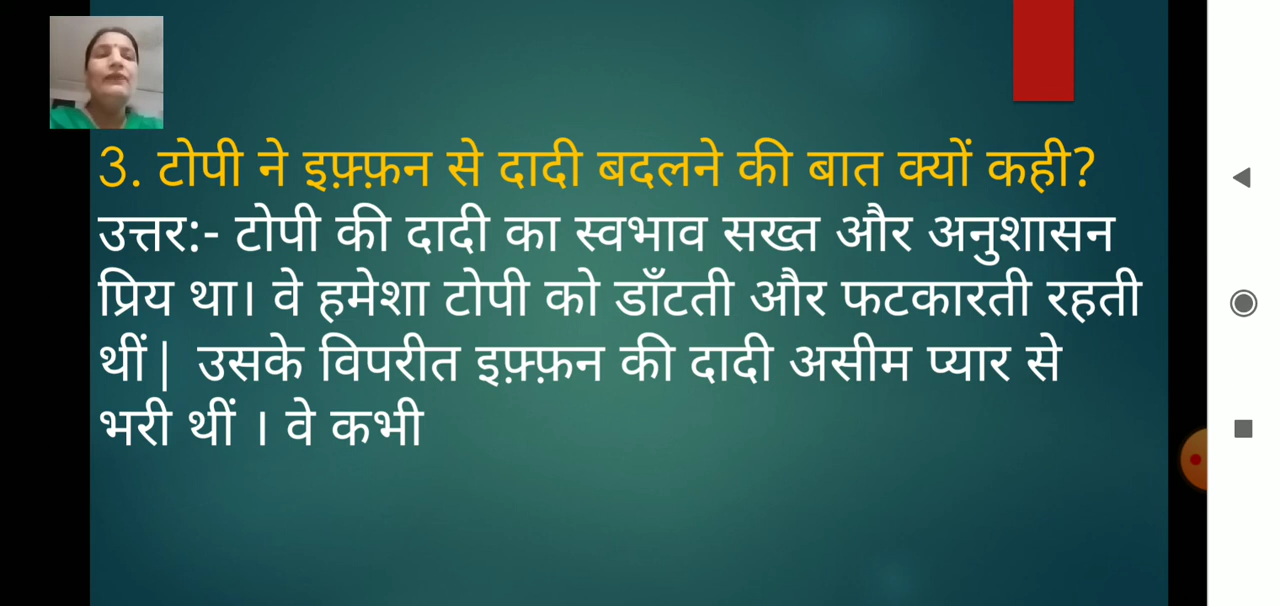 3. टोपी ने इफ़्फ़न से दादी बदलने की बात क्यों कही?
उत्तर:- टोपी की दादी का स्वभाव सख्त और अनुशासन
प्रिय था। वे हमेशा टोपी को डाँटती और फटकारती रहती
थीं| उसके विपरीत इफ़्फ़न की दादी असीम प्यार से
भरी थीं । वे कभी